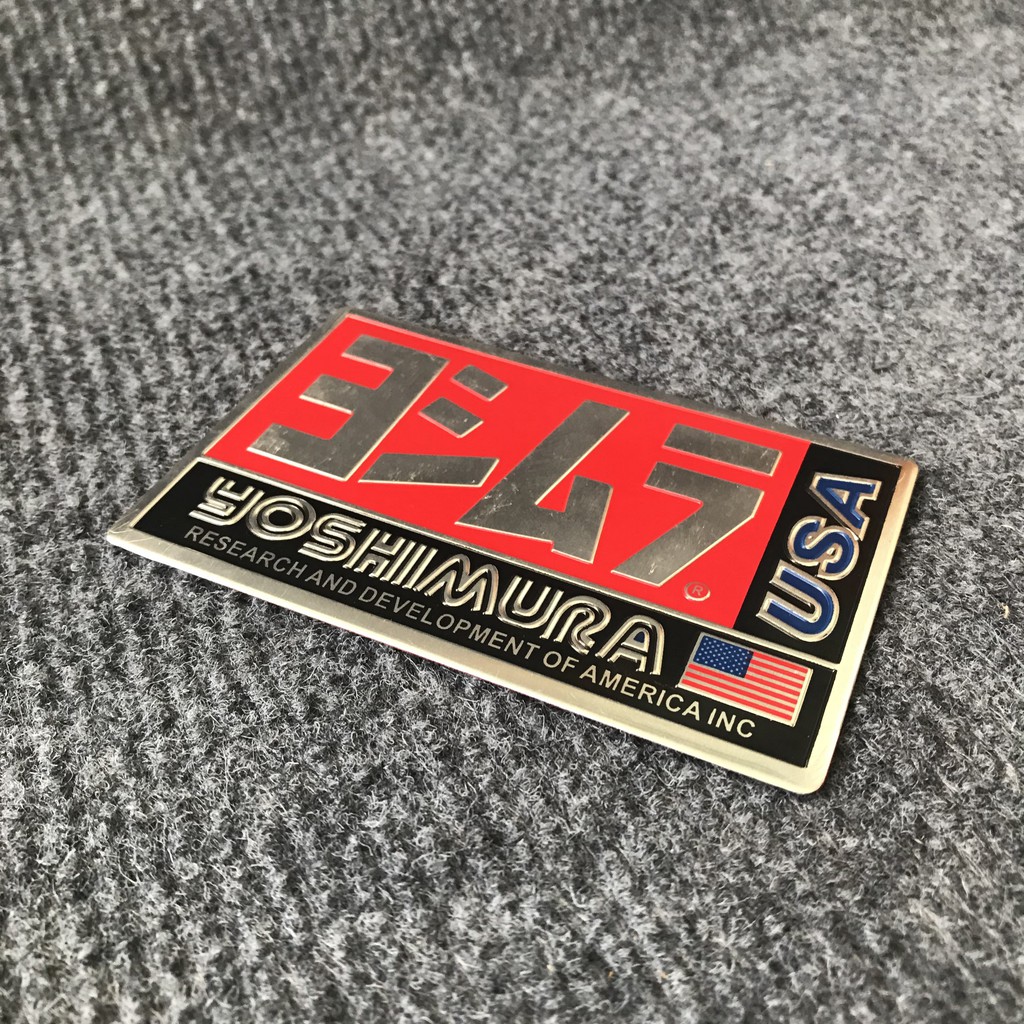 ヨシムラ
®
USA
YOSHIMURA
RESEARCH AND DEVELOPMENT OF AMERICA INC